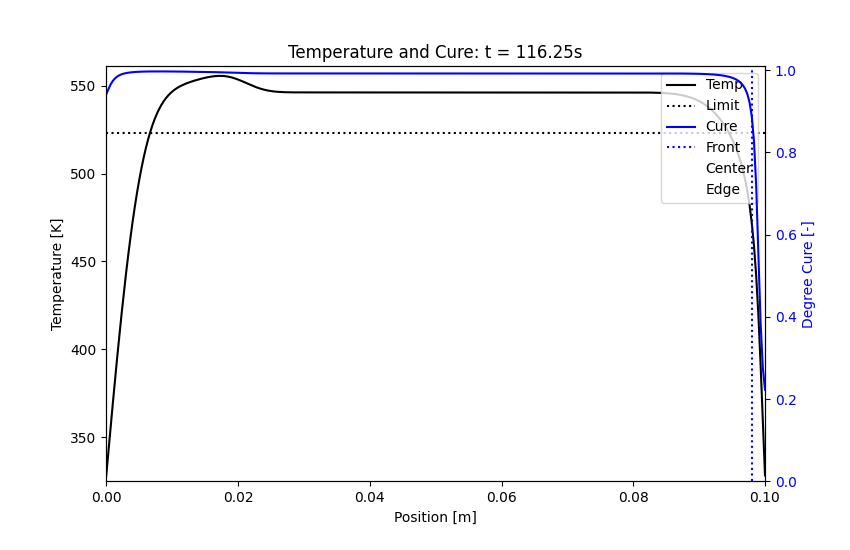 Temperature and Cure: t = 116.25s
Temperature [K]
550
500
450
400
350
Temp
Limit
Cure
Front
Center
Edge
1.0
0.8
0.6
0.4
0.2
0.0
Degree Cure [-]
0.00 0.02 0.04 0.06 0.08 0.10
Position [m]